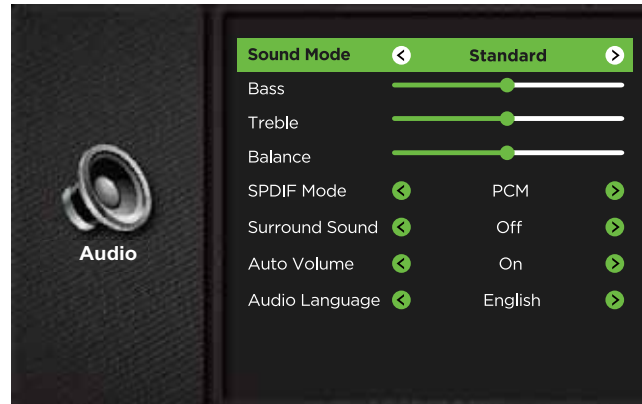 Sound Mode Standard
Bass
Treble
Balance
SPDIF Mode PCM
Surround Sound Off
Audio
Auto Volume On
Audio Language English